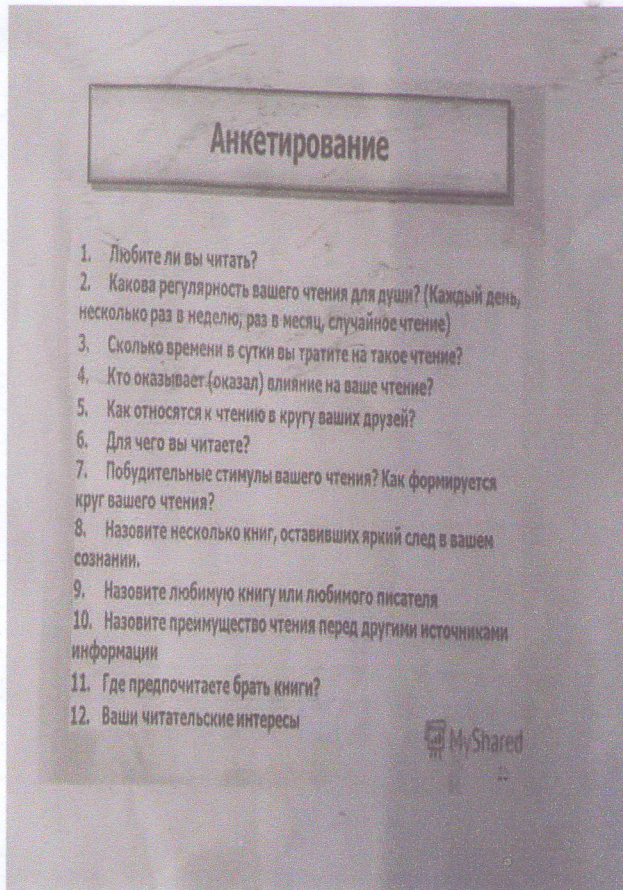 Анкетирование
1. Любите ли вы читать?
2. Какова регулярность вашего чтения для души? (Каждый день,
несколько раз в неделю, раз в месяц, случайное чтение)
3. Сколько времени в сутки вы тратите на такое чтение?
4. Кто оказывает (оказал) влияние на ваше чтение?
5. Как относятся к чтению в кругу ваших друзей?
6. Для чего вы читаете?
7. Побудительные стимулы вашего чтения? Как формируется
круг вашего чтения?
8. Назовите несколько книг, оставивших яркий след в вашем
сознании.
9. Назовите любимую книгу или любимого писателя
10. Назовите преимущество чтения перед другими источниками
информации
11. Где предпочитаете брать книги?
12. Ваши читательские интересы
MyShared